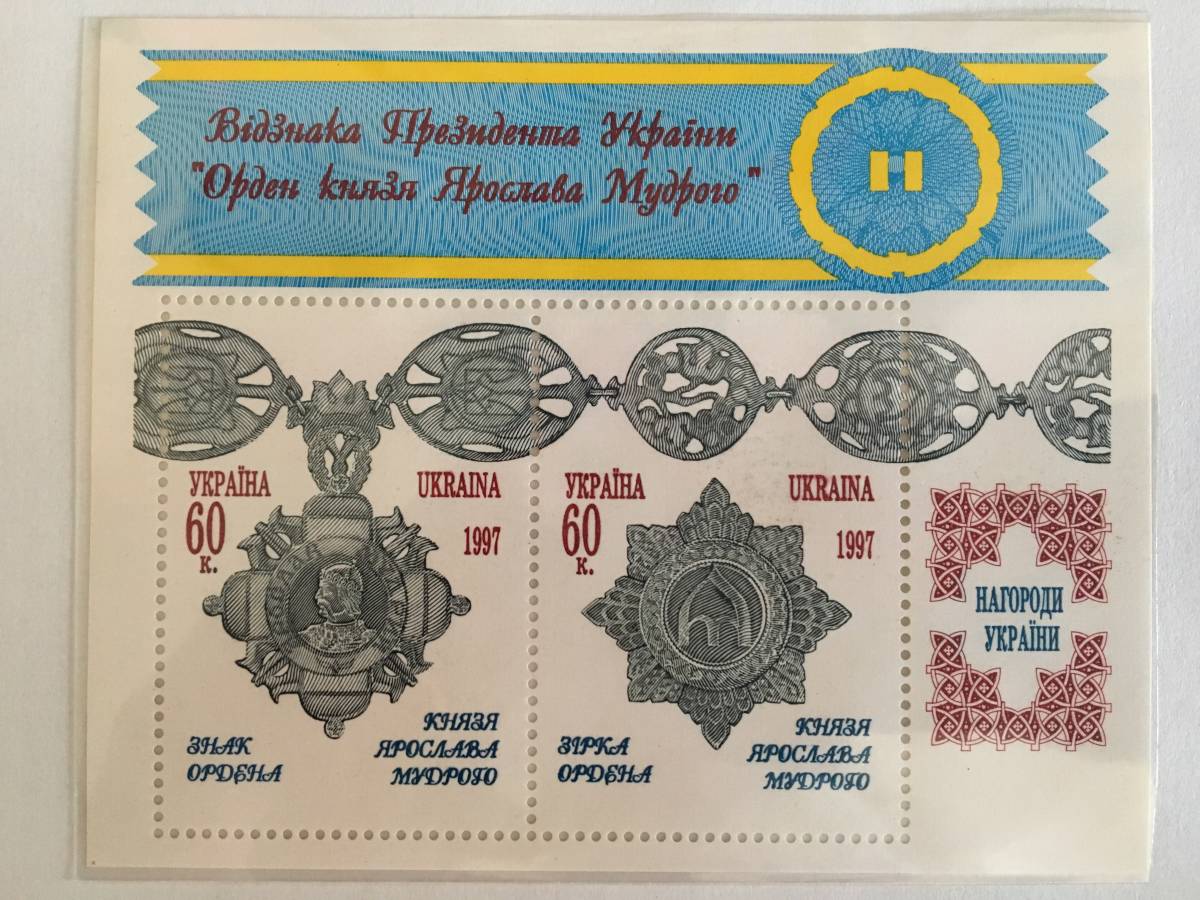 Відзнака Президента України
"Орден князя Ярослава Мудрого"
УКРАЇНА
60
к.
UKRAINA
1997
ЗНАК
ОРДЕНА
КНЯЗЯ
ЯРОСЛАВА
МУДРОГО
УКРАЇНА
60
к.
UKRAINA
1997
ЗІРКА
ОРДЕНА
КНЯЗЯ
ЯРОСЛАВА
МУДРОГО
НАГОРОДИ
УКРАЇНИ